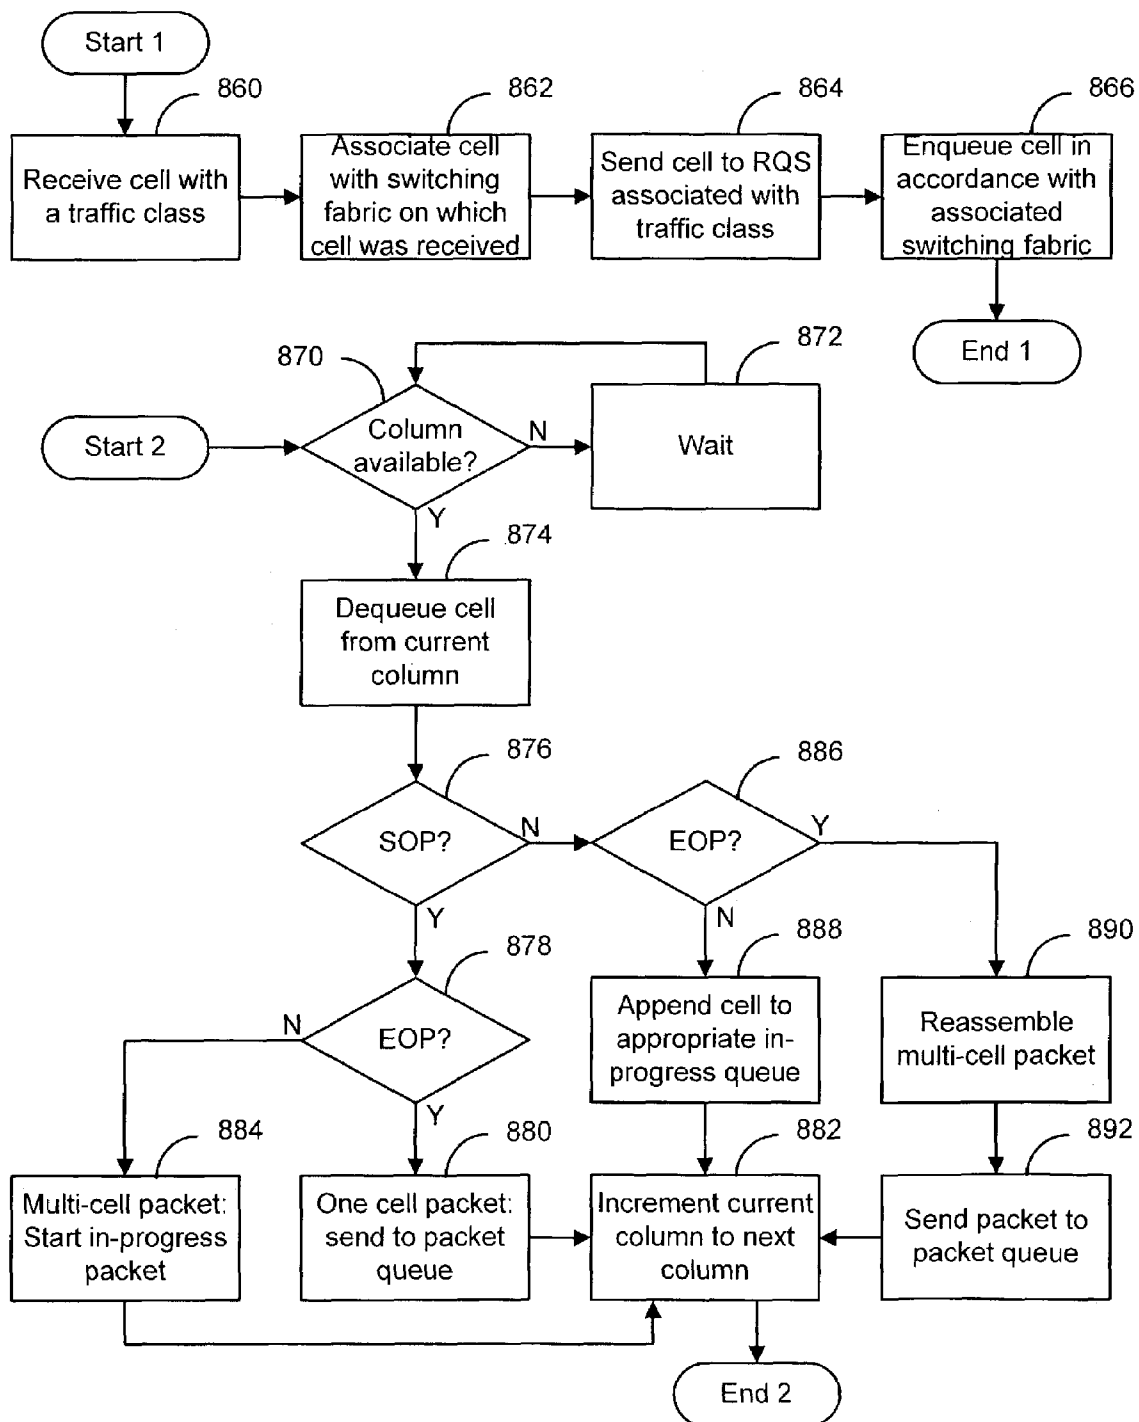 Start 1
860
862
864
866
Receive cell with
a traffic class
Associate cell
with switching
fabric on which
cell was received
Send cell to RQS
associated with
traffic class
Enqueue cell in
accordance with
associated
switching fabric
End 1
870
872
Start 2
Column
available?
N
Wait
Y
874
Dequeue cell
from current
column
876
886
SOP?
N
EOP?
Y
Y
N
878
888
890
N
EOP?
Append cell to
appropriate in-
progress queue
Reassemble
multi-cell packet
Y
884
880
882
892
Multi-cell packet:
Start in-progress
packet
One cell packet:
send to packet
queue
Increment current
column to next
column
Send packet to
packet queue
End 2